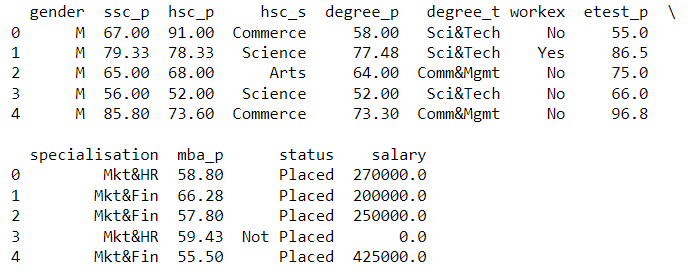 gender ssc_p hsc_p hsc_s degree_p degree_t workex etest_p \
0 M 67.00 91.00 Commerce 58.00 Sci&Tech No 55.0
1 M 79.33 78.33 Science 77.48 Sci&Tech Yes 86.5
2 M 65.00 68.00 Arts 64.00 Comm&Mgmt No 75.0
3 M 56.00 52.00 Science 52.00 Sci&Tech No 66.0
4 M 85.80 73.60 Commerce 73.30 Comm&Mgmt No 96.8
specialisation mba_p status salary
0 Mkt&HR 58.80 Placed 270000.0
1 Mkt&Fin 66.28 Placed 200000.0
2 Mkt&Fin 57.80 Placed 250000.0
3 Mkt&HR 59.43 Not Placed 0.0
4 Mkt&Fin 55.50 Placed 425000.0